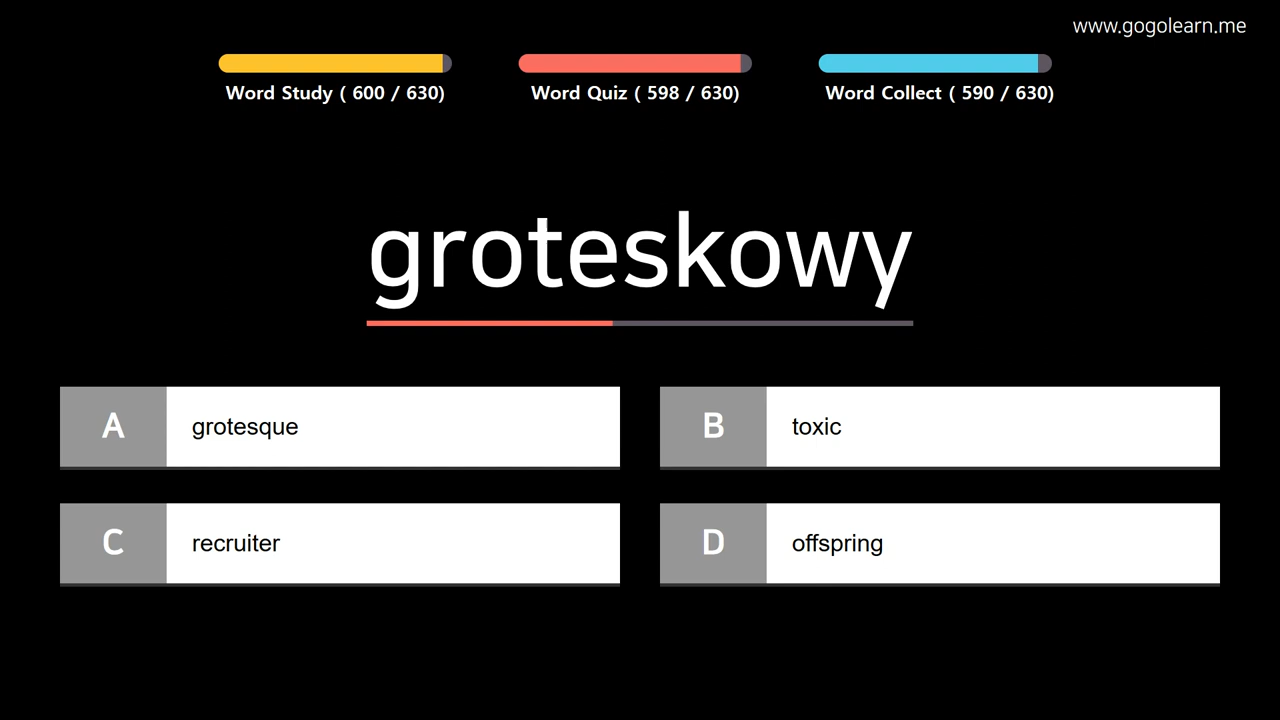 www.gogolearn.me
Word Study ( 600 / 630)
Word Quiz ( 598 / 630)
Word Collect ( 590 / 630)
groteskowy
A grotesque
B toxic
C recruiter
D offspring